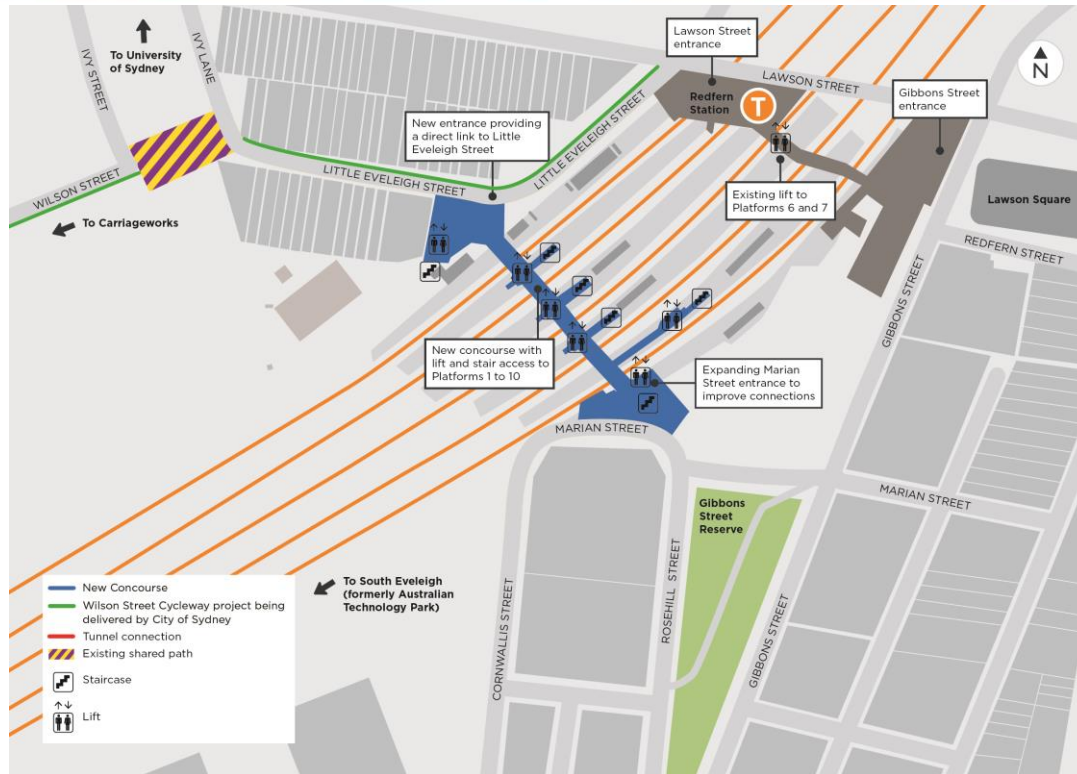 To University
of Sydney
IVY STREET
IVY LANE
Lawson Street
entrance
LAWSON STREET
Gibbons Street
entrance
N
Redfern
Station
T
New entrance providing
a direct link to Little
Eveleigh Street
LITTLE EVELEIGH STREET
LITTLE EVELEIGH STREET
WILSON STREET
To Carriageworks
Existing lift to
Platforms 6 and 7
Lawson Square
REDFERN STREET
GIBBONS STREET
New concourse with
lift and stair access to
Platforms 1 to 10
Expanding Marian
Street entrance to
improve connections
MARIAN STREET
MARIAN STREET
Gibbons
Street
Reserve
To South Eveleigh
(formerly Australian
Technology Park)
CORNWALLIS STREET
ROSEHILL STREET
GIBBONS STREET
New Concourse
Wilson Street Cycleway project being
delivered by City of Sydney
Tunnel connection
Existing shared path
Staircase
Lift